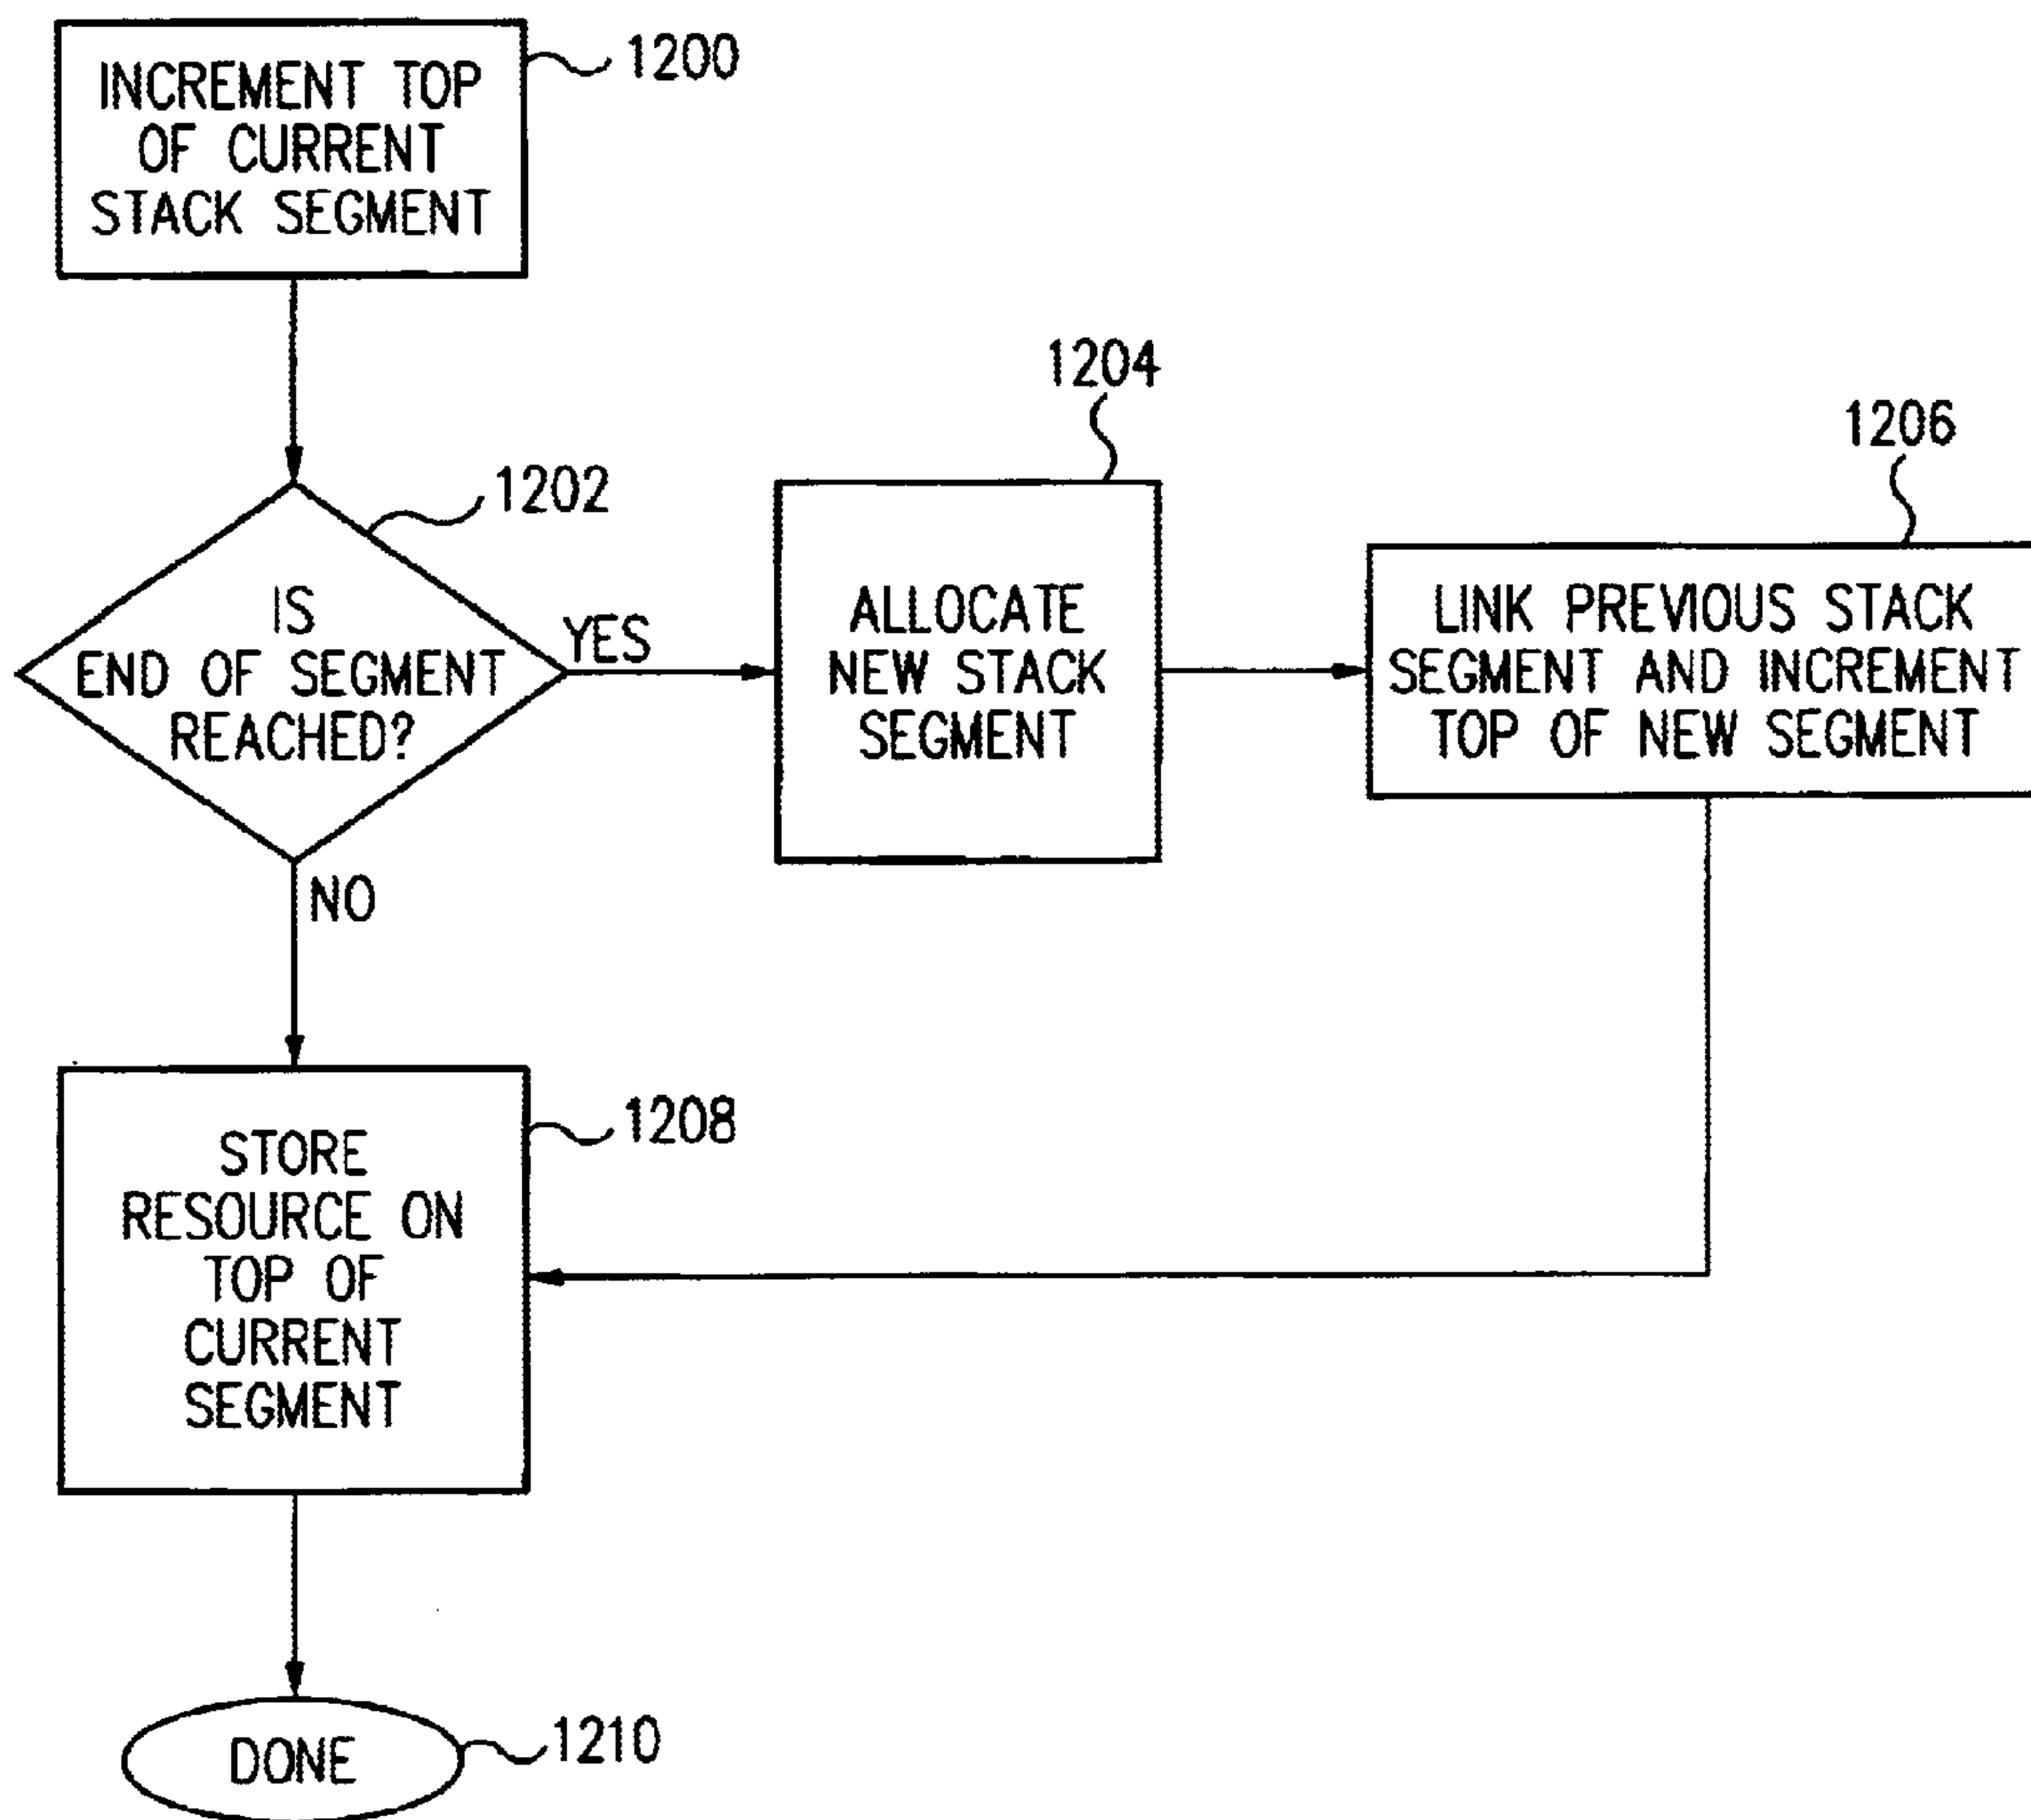 INCREMENT TOP
OF CURRENT
STACK SEGMENT
1200
1202
IS
END OF SEGMENT
REACHED?
YES
NO
1204
ALLOCATE
NEW STACK
SEGMENT
1206
LINK PREVIOUS STACK
SEGMENT AND INCREMENT
TOP OF NEW SEGMENT
1208
STORE
RESOURCE ON
TOP OF
CURRENT
SEGMENT
DONE
1210